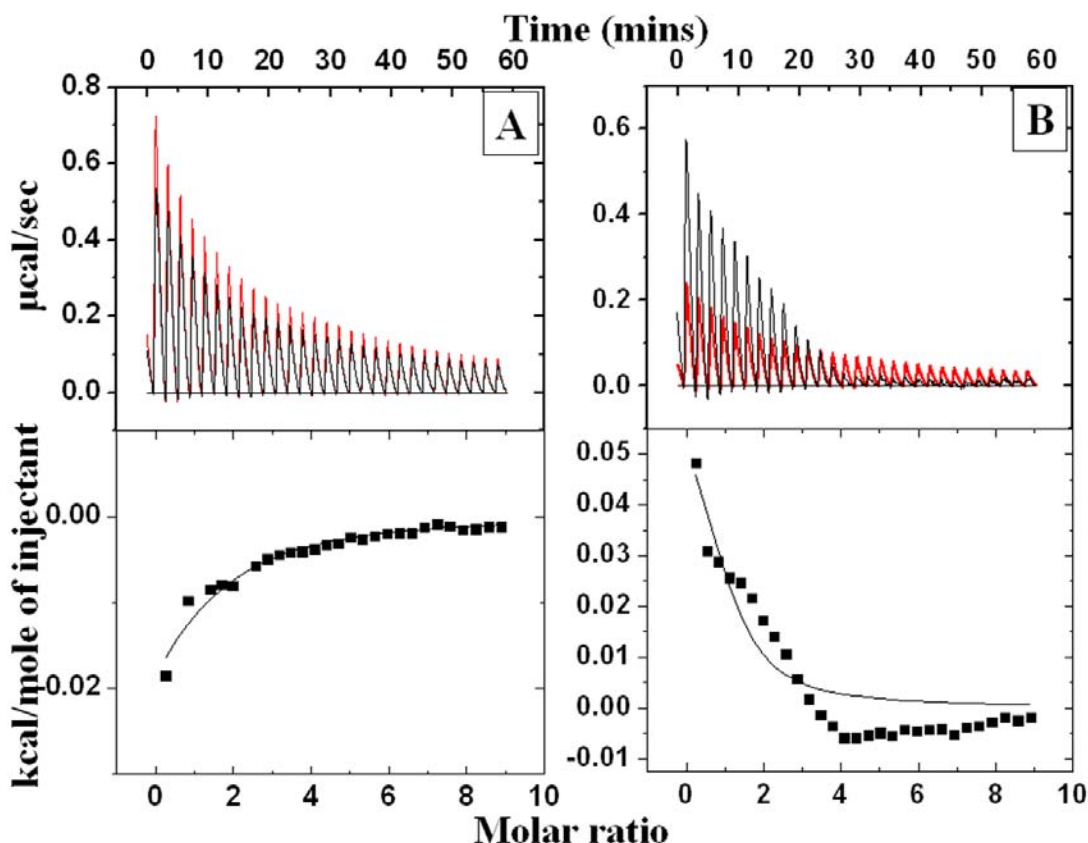 Time (mins)
0 10 20 30 40 50 60
0 10 20 30 40 50 60
A
B
µcal/sec
0.8
0.6
0.4
0.2
0.0
0.6
0.4
0.2
0.0
kcal/mole of injectant
0.00
-0.02
0.05
0.04
0.03
0.02
0.01
0.00
-0.01
0 2 4 6 8 10
0 2 4 6 8 10
Molar ratio